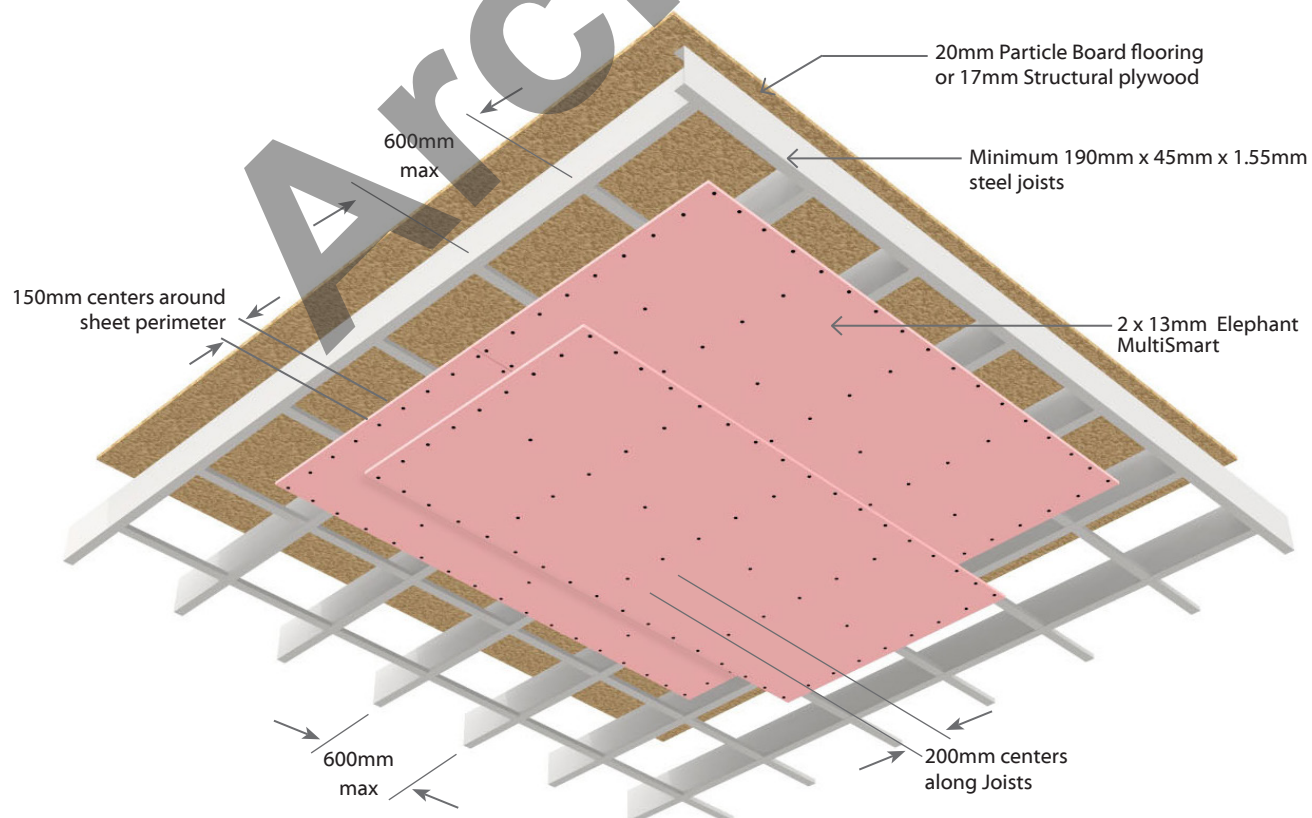 20mm Particle Board flooring
or 17mm Structural plywood
600mm
max
Minimum 190mm x 45mm x 1.55mm
steel joists
150mm centers around
sheet perimeter
2 x 13mm Elephant
MultiSmart
600mm
max
200mm centers
along Joists